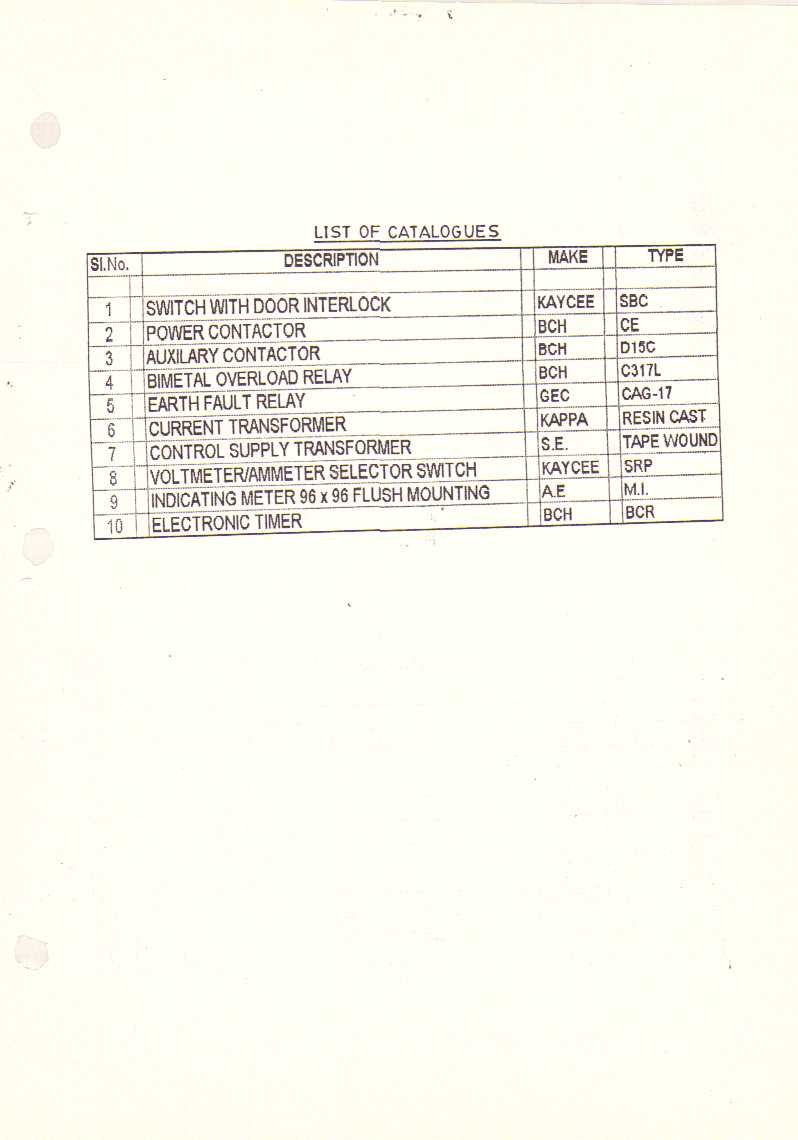 LIST OF CATALOGUES
Sl.No. DESCRIPTION MAKE TYPE
1 SWITCH WITH DOOR INTERLOCK KAYCEE SBC
2 POWER CONTACTOR BCH CE
3 AUXILARY CONTACTOR BCH D15C
4 BIMETAL OVERLOAD RELAY BCH C317L
5 EARTH FAULT RELAY GEC CAG-17
6 CURRENT TRANSFORMER KAPPA RESIN CAST
7 CONTROL SUPPLY TRANSFORMER S.E. TAPE WOUND
8 VOLTMETER/AMMETER SELECTOR SWITCH KAYCEE SRP
9 INDICATING METER 96 x 96 FLUSH MOUNTING A.E M.I.
10 ELECTRONIC TIMER BCH BCR